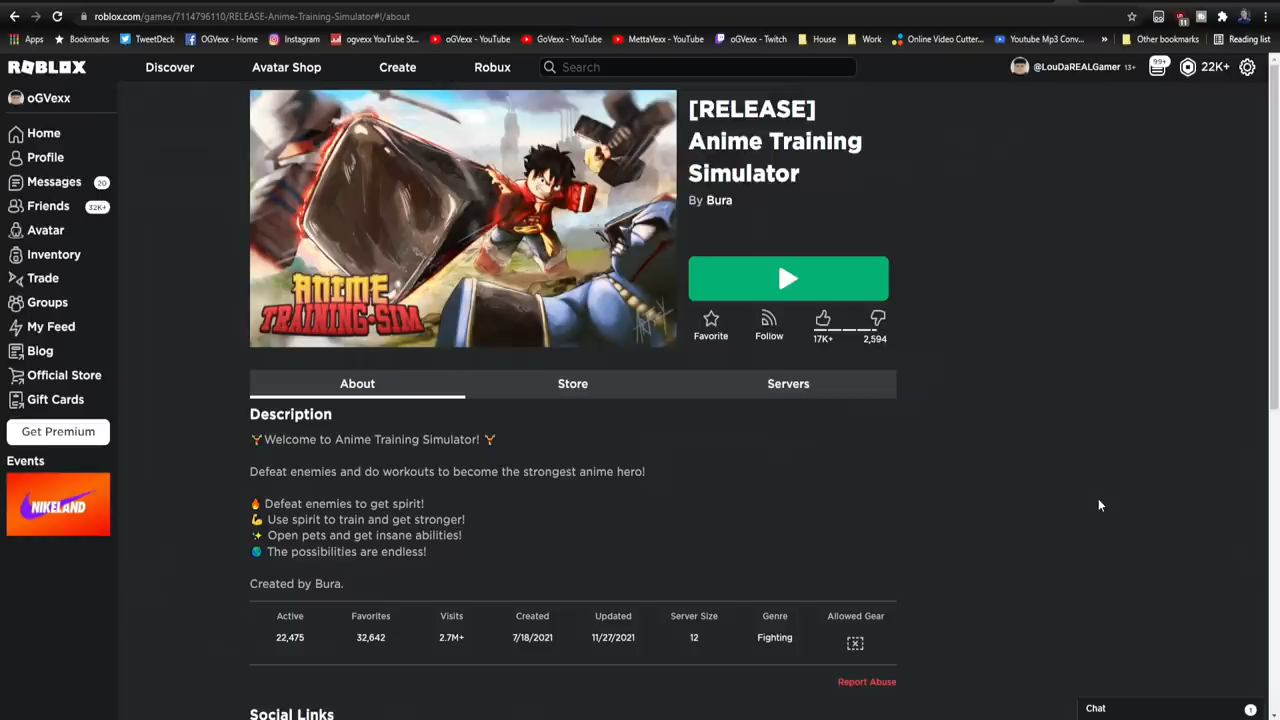 roblox.com/games/7114796110/RELEASE-Anime-Training-Simulator#!/about
Apps Bookmarks TweetDeck OGVexx - Home Instagram ogvexx YouTube St... oGVexx - YouTube GoVexx - YouTube MettaVexx - YouTube oGVexx - Twitch House Work Online Video Cutter... Youtube Mp3 Conv... » Other bookmarks Reading list
ROBLOX Discover Avatar Shop Create Robux Search @LouDaREALGamer 13+ 99+ 22K+
oGVexx
Home
Profile
Messages 20
Friends 32K+
Avatar
Inventory
Trade
Groups
My Feed
Blog
Official Store
Gift Cards
Get Premium
Events
NIKELAND
ANIME
TRAINING·SIM
[RELEASE]
Anime Training
Simulator
By Bura
Favorite Follow 17K+ 2,594
About Store Servers
Description
Welcome to Anime Training Simulator!
Defeat enemies and do workouts to become the strongest anime hero!
🔥 Defeat enemies to get spirit!
💪 Use spirit to train and get stronger!
✨ Open pets and get insane abilities!
🌎 The possibilities are endless!
Created by Bura.
Active Favorites Visits Created Updated Server Size Genre Allowed Gear
22,475 32,642 2.7M+ 7/18/2021 11/27/2021 12 Fighting
Report Abuse
Social Links
Chat 1